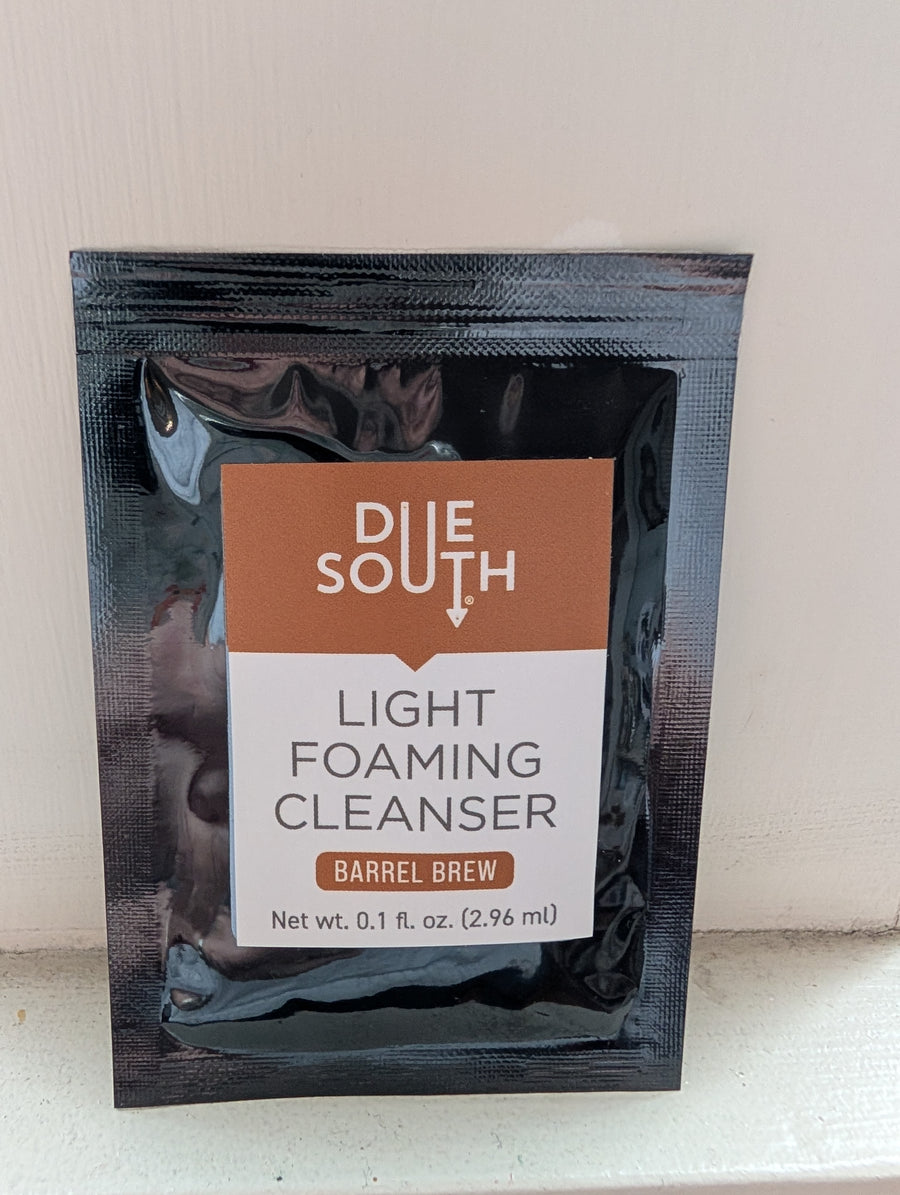 DUE
SOUTH®
LIGHT
FOAMING
CLEANSER
BARREL BREW
Net wt. 0.1 fl. oz. (2.96 ml)